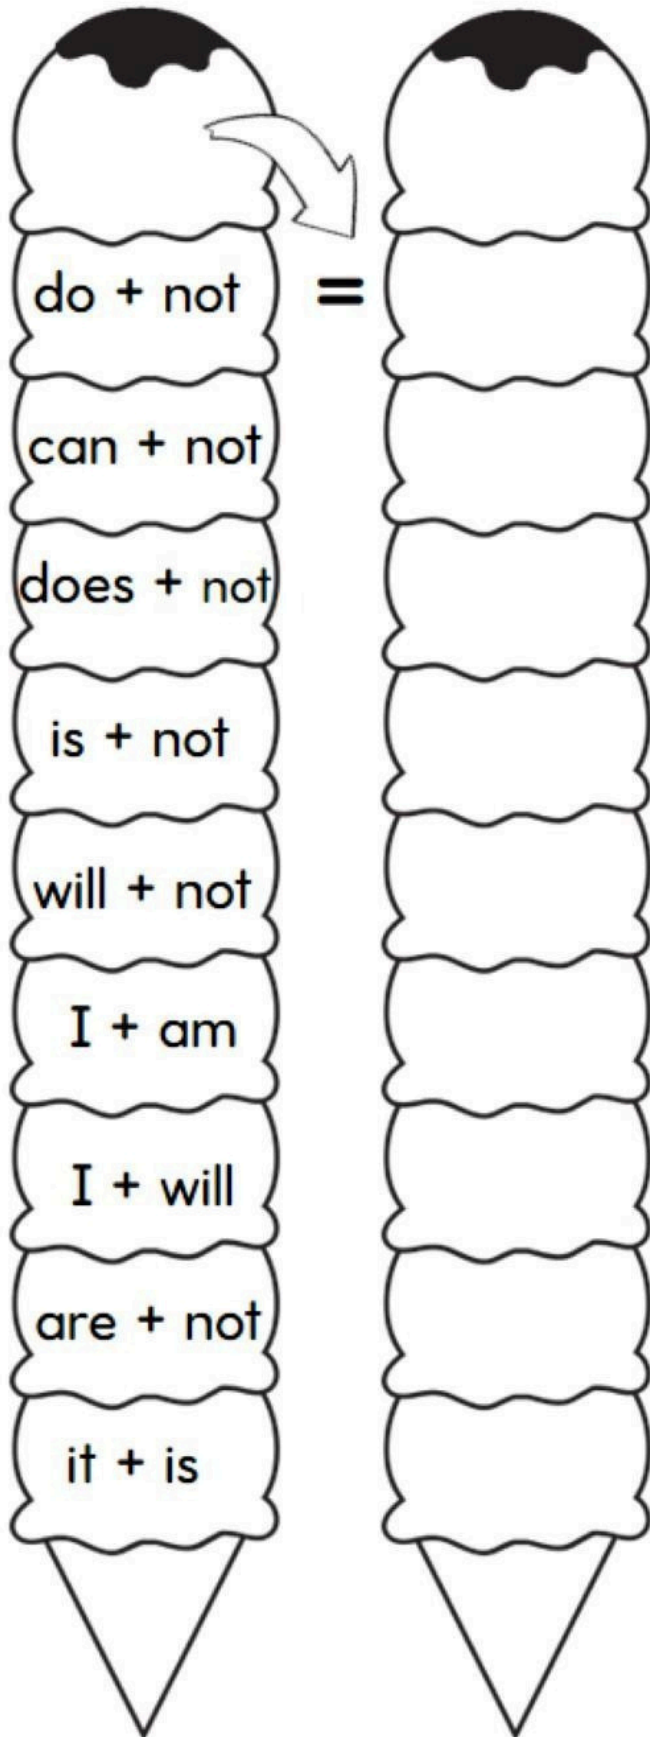 do + not =
can + not
does + not
is + not
will + not
I + am
I + will
are + not
it + is